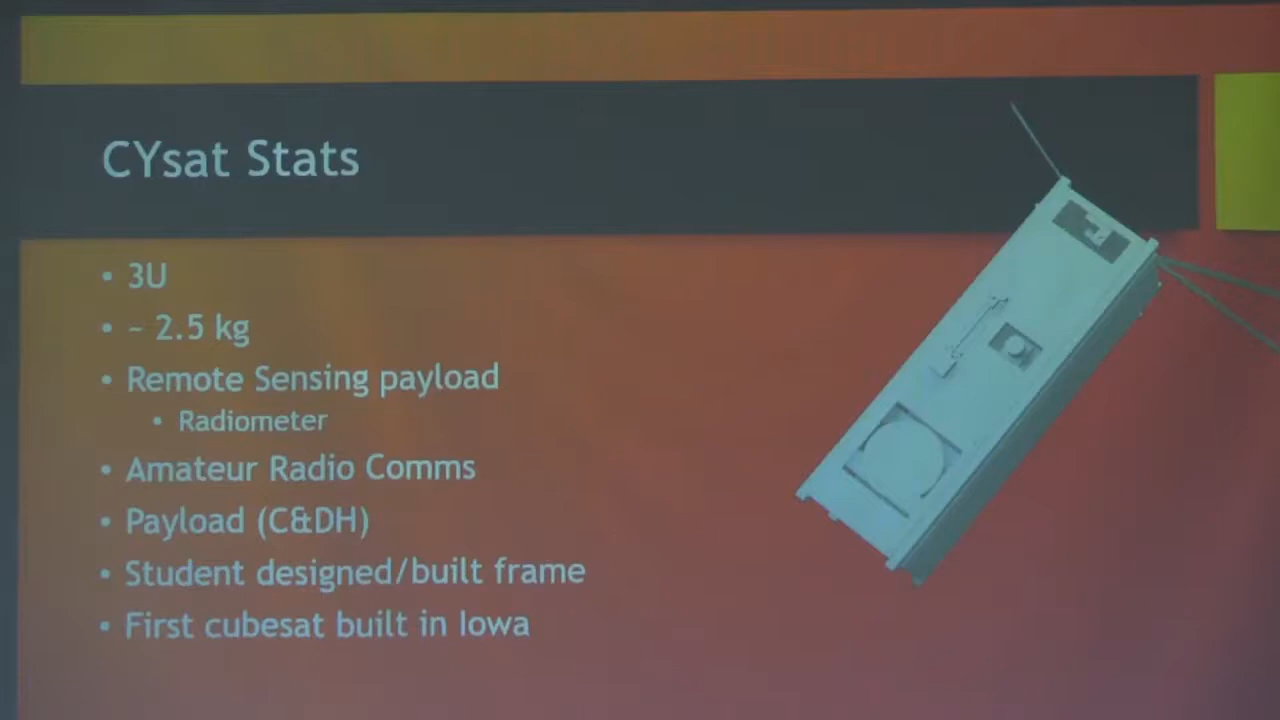 CYsat Stats
• 3U
• ~ 2.5 kg
• Remote Sensing payload
• Radiometer
• Amateur Radio Comms
• Payload (C&DH)
• Student designed/built frame
• First cubesat built in Iowa